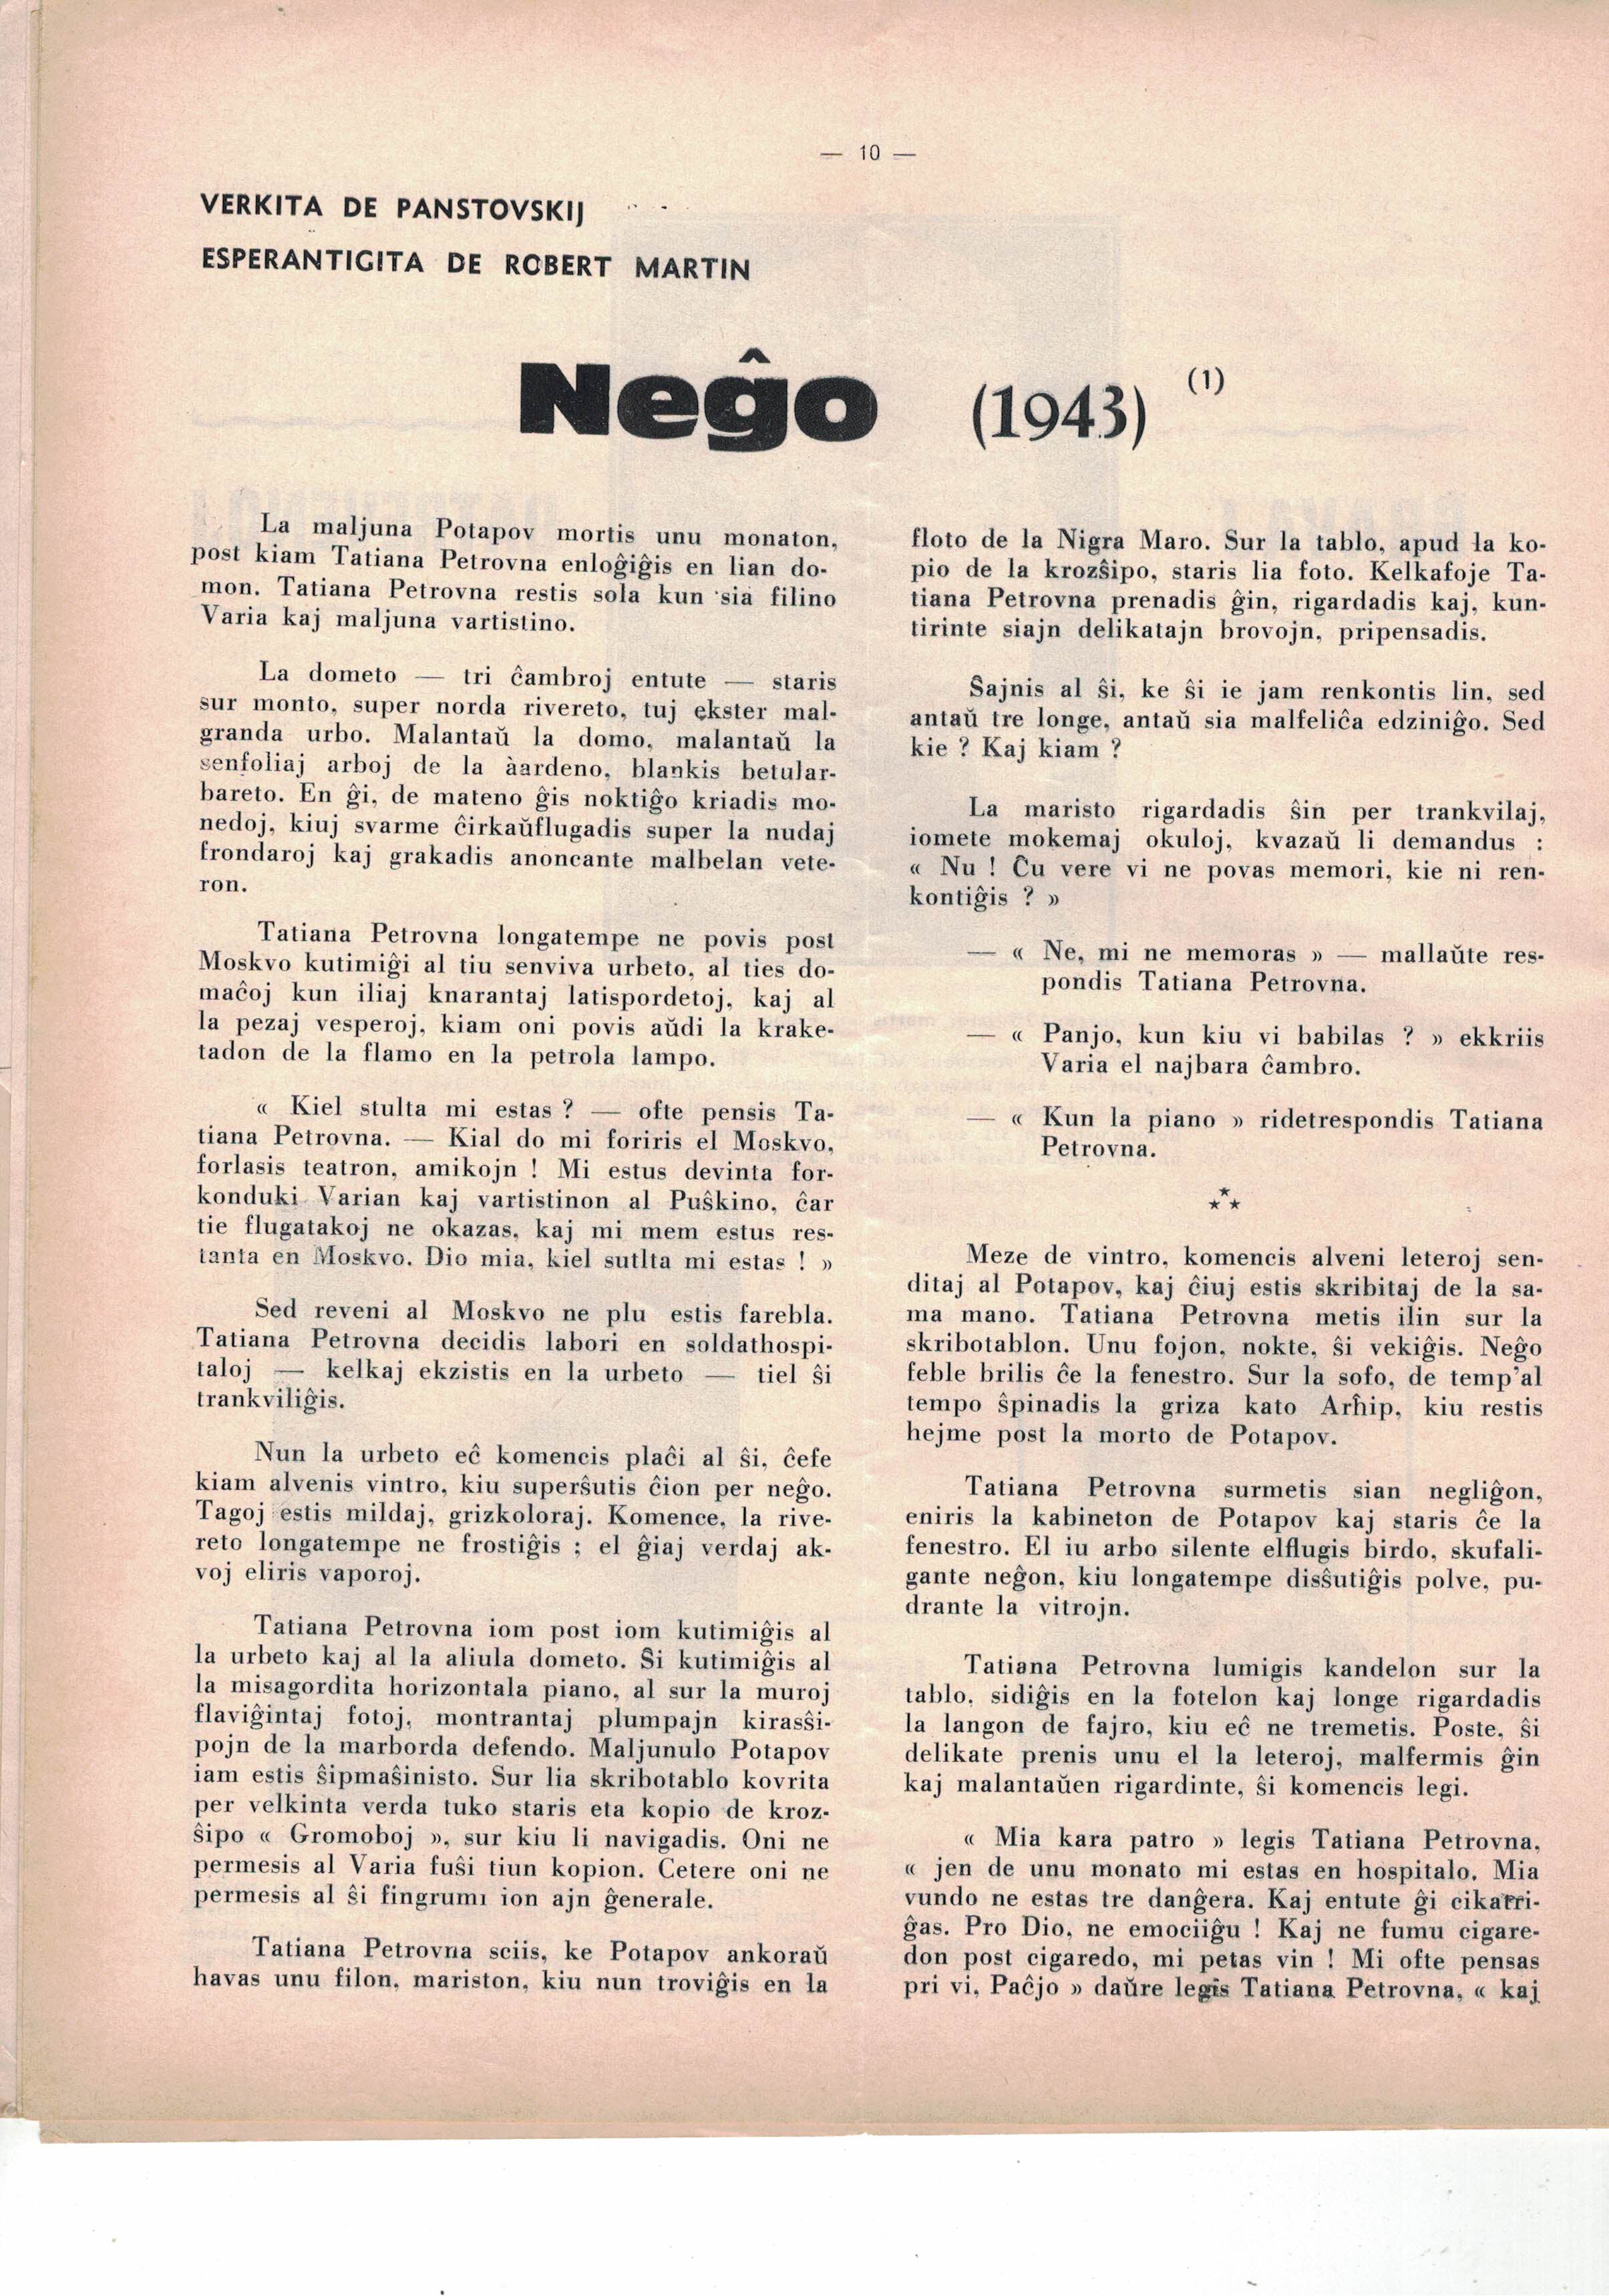 — 10 —
VERKITA DE PANSTOVSKIJ
ESPERANTIGITA DE ROBERT MARTIN
Neĝo (1943) (1)
La maljuna Potapov mortis unu monaton,
post kiam Tatiana Petrovna enloĝiĝis en lian do-
mon. Tatiana Petrovna restis sola kun sia filino
Varia kaj maljuna vartistino.
La dometo — tri ĉambroj entute — staris
sur monto, super norda rivereto, tuj ekster mal-
granda urbo. Malantaŭ la domo, malantaŭ la
senfoliaj arboj de la àardeno, blankis betular-
bareto. En ĝi, de mateno ĝis noktiĝo kriadis mo-
nedoj, kiuj svarme ĉirkaŭflugadis super la nudaj
frondaroj kaj grakadis anoncante malbelan vete-
ron.
Tatiana Petrovna longatempe ne povis post
Moskvo kutimiĝi al tiu senviva urbeto, al ties do-
maĉoj kun iliaj knarantaj latispordetoj, kaj al
la pezaj vesperoj, kiam oni povis aŭdi la krake-
tadon de la flamo en la petrola lampo.
« Kiel stulta mi estas ? — ofte pensis Ta-
tiana Petrovna. — Kial do mi foriris el Moskvo,
forlasis teatron, amikojn ! Mi estus devinta for-
konduki Varian kaj vartistinon al Puŝkino, ĉar
tie flugatakoj ne okazas, kaj mi mem estus res-
tanta en Moskvo. Dio mia, kiel sutlta mi estas ! »
Sed reveni al Moskvo ne plu estis farebla.
Tatiana Petrovna decidis labori en soldathospi-
taloj — kelkaj ekzistis en la urbeto — tiel ŝi
trankviliĝis.
Nun la urbeto eĉ komencis plaĉi al ŝi, ĉefe
kiam alvenis vintro, kiu superŝutis ĉion per neĝo.
Tagoj estis mildaj, grizkoloraj. Komence, la rive-
reto longatempe ne frostiĝis ; el ĝiaj verdaj ak-
voj eliris vaporoj.
Tatiana Petrovna iom post iom kutimiĝis al
la urbeto kaj al la aliula dometo. Si kutimiĝis al
la misagordita horizontala piano, al sur la muroj
flaviĝintaj fotoj, montrantaj plumpajn kirasŝi-
pojn de la marborda defendo. Maljunulo Potapov
iam estis ŝipmaŝinisto. Sur lia skribotablo kovrita
per velkinta verda tuko staris eta kopio de kroz-
ŝipo « Gromoboj », sur kiu li navigadis. Oni ne
permesis al Varia fuŝi tiun kopion. Cetere oni ne
permesis al ŝi fingrumi ion ajn ĝenerale.
Tatiana Petrovna sciis, ke Potapov ankoraŭ
havas unu filon, mariston, kiu nun troviĝis en la
floto de la Nigra Maro. Sur la tablo, apud la ko-
pio de la krozŝipo, staris lia foto. Kelkafoje Ta-
tiana Petrovna prenadis ĝin, rigardadis kaj, kun-
tirinte siajn delikatajn brovojn, pripensadis.
Sajnis al ŝi, ke ŝi ie jam renkontis lin, sed
antaŭ tre longe, antaŭ sia malfeliĉa edziniĝo. Sed
kie ? Kaj kiam ?
La maristo rigardadis ŝin per trankvilaj,
iomete mokemaj okuloj, kvazaŭ li demandus :
« Nu ! Cu vere vi ne povas memori, kie ni ren-
kontiĝis ? »
— « Ne, mi ne memoras » — mallaŭte res-
pondis Tatiana Petrovna.
— « Panjo, kun kiu vi babilas ? » ekkriis
Varia el najbara ĉambro.
— « Kun la piano » ridetrespondis Tatiana
Petrovna.
⁂
Meze de vintro, komencis alveni leteroj sen-
ditaj al Potapov, kaj ĉiuj estis skribitaj de la sa-
ma mano. Tatiana Petrovna metis ilin sur la
skribotablon. Unu fojon, nokte, ŝi vekiĝis. Neĝo
feble brilis ĉe la fenestro. Sur la sofo, de temp'al
tempo ŝpinadis la griza kato Arĥip, kiu restis
hejme post la morto de Potapov.
Tatiana Petrovna surmetis sian negliĝon,
eniris la kabineton de Potapov kaj staris ĉe la
fenestro. El iu arbo silente elflugis birdo, skufali-
gante neĝon, kiu longatempe disŝutiĝis polve, pu-
drante la vitrojn.
Tatiana Petrovna lumigis kandelon sur la
tablo, sidiĝis en la fotelon kaj longe rigardadis
la langon de fajro, kiu eĉ ne tremetis. Poste, ŝi
delikate prenis unu el la leteroj, malfermis ĝin
kaj malantaŭen rigardinte, ŝi komencis legi.
« Mia kara patro » legis Tatiana Petrovna,
« jen de unu monato mi estas en hospitalo. Mia
vundo ne estas tre danĝera. Kaj entute ĝi cikatri-
ĝas. Pro Dio, ne emociiĝu ! Kaj ne fumu cigare-
don post cigaredo, mi petas vin ! Mi ofte pensas
pri vi, Paĉjo » daŭre legis Tatiana Petrovna, « kaj